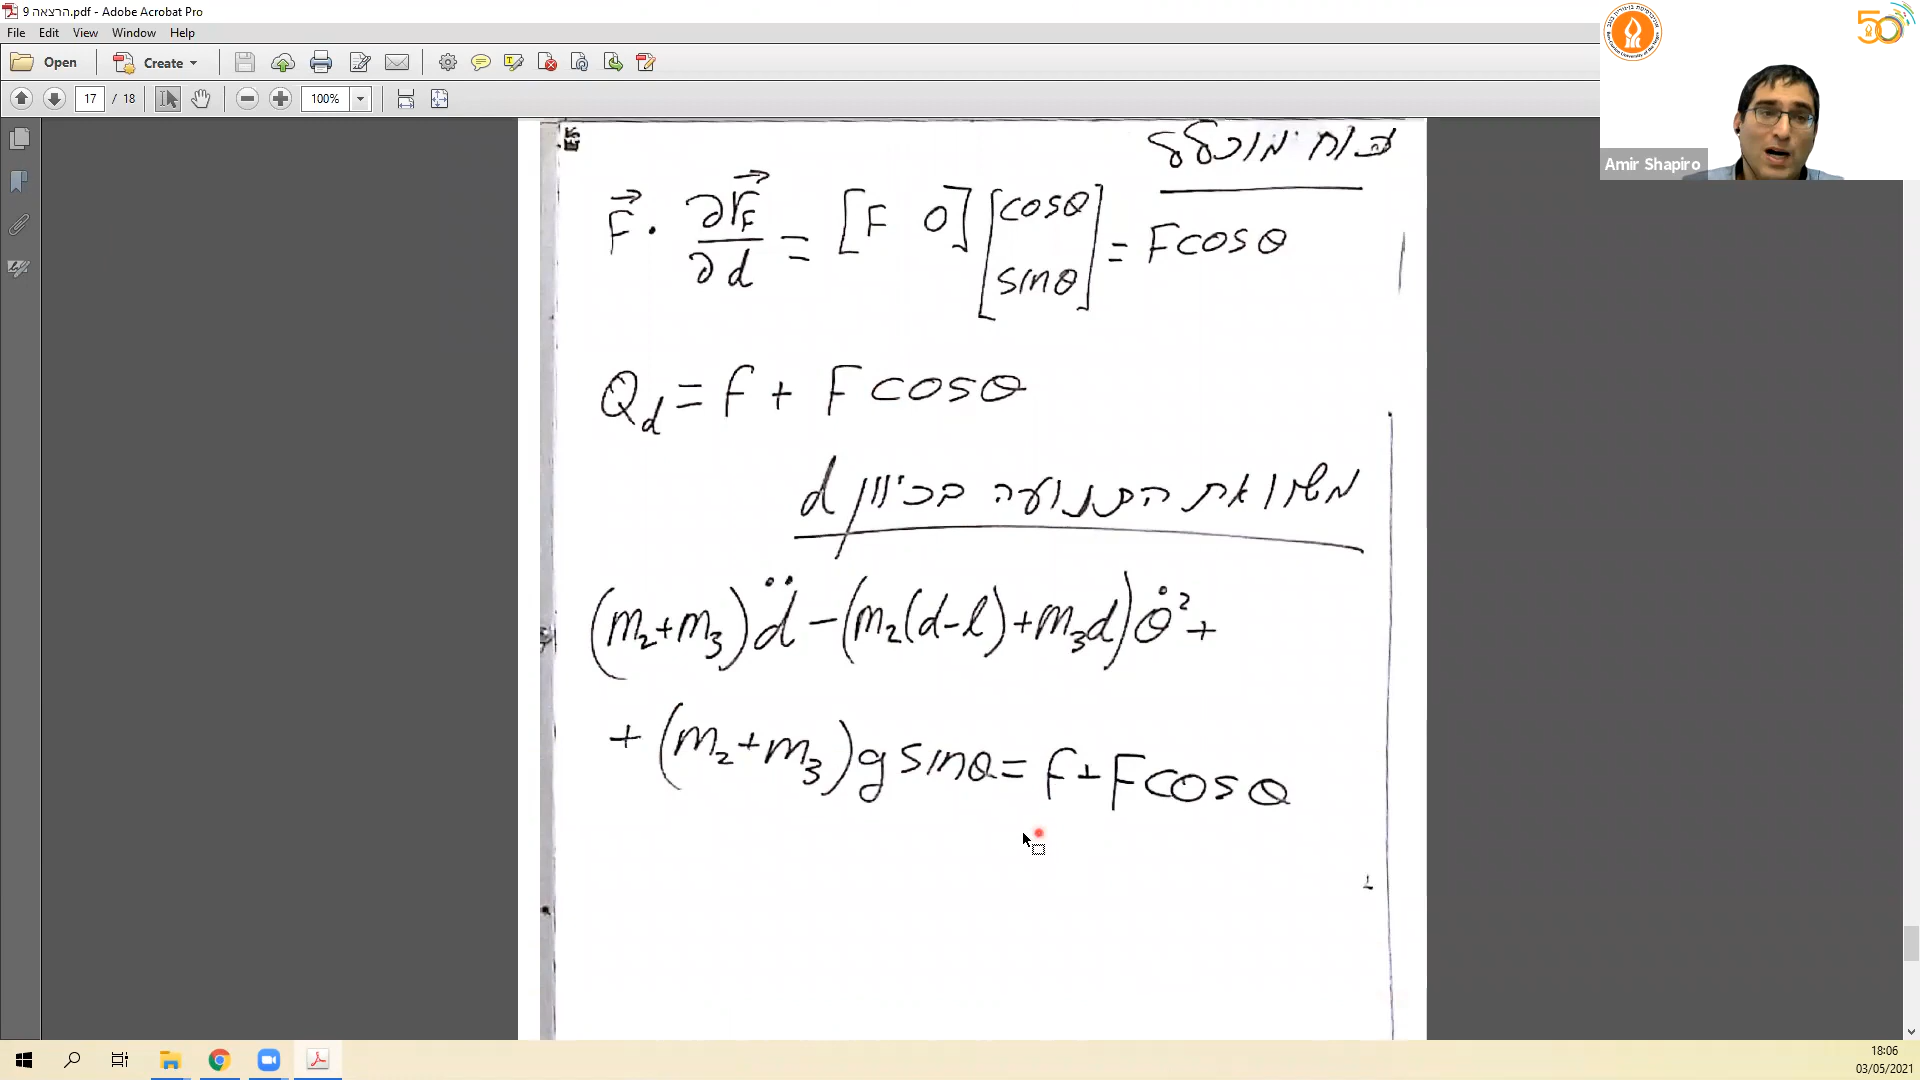 הרצאה 9.pdf - Adobe Acrobat Pro
File Edit View Window Help
Open Create
17 / 18 100%
Amir Shapiro
50
כוח מוכלל
F⃗ · ∂r⃗_F/∂d = [F 0] [cosθ sinθ] = Fcosθ
Q_d = f + Fcosθ
משוואת התנועה בכיוון d
(m₂+m₃)d̈ − (m₂(d−l)+m₃d)θ̇² +
+ (m₂+m₃)g sinθ = f + Fcosθ
18:06
03/05/2021